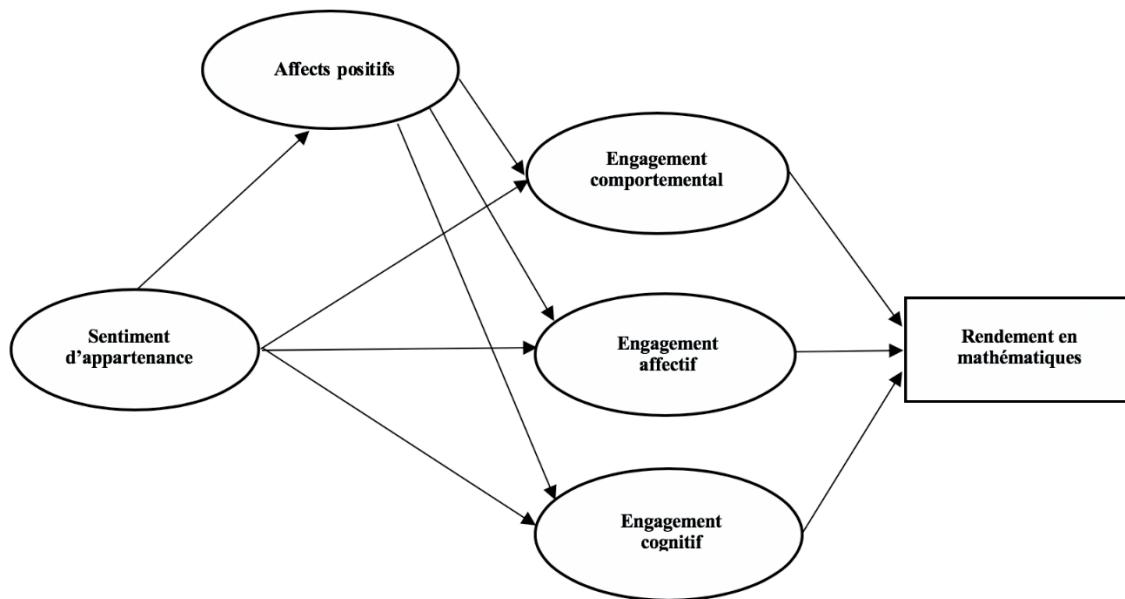 Affects positifs
Engagement
comportemental
Sentiment
d’appartenance
Engagement
affectif
Rendement en
mathématiques
Engagement
cognitif